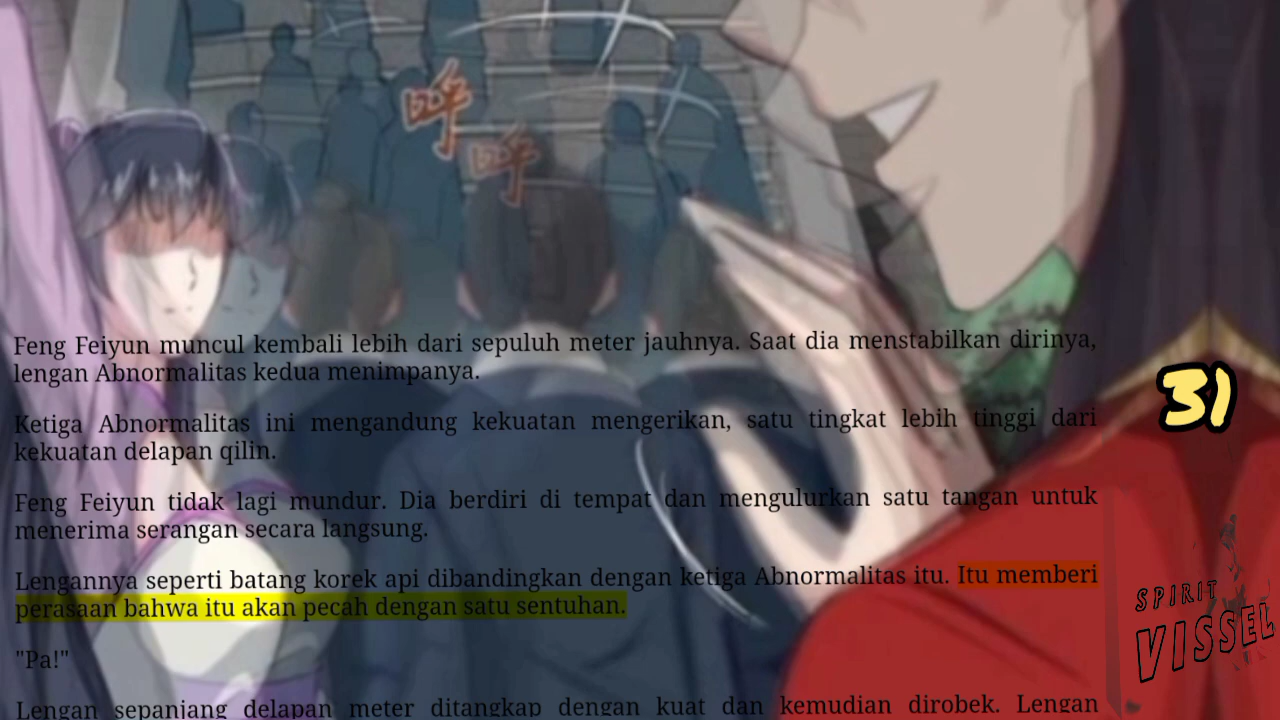 呼
呼
Feng Feiyun muncul kembali lebih dari sepuluh meter jauhnya. Saat dia menstabilkan dirinya,
lengan Abnormalitas kedua menimpanya.
Ketiga Abnormalitas ini mengandung kekuatan mengerikan, satu tingkat lebih tinggi dari
kekuatan delapan qilin.
31
Feng Feiyun tidak lagi mundur. Dia berdiri di tempat dan mengulurkan satu tangan untuk
menerima serangan secara langsung.
Lengannya seperti batang korek api dibandingkan dengan ketiga Abnormalitas itu. Itu memberi
perasaan bahwa itu akan pecah dengan satu sentuhan.
SPIRIT
VISSEL
"Pa!"
Lengan sepanjang delapan meter ditangkap dengan kuat dan kemudian dirobek. Lengan